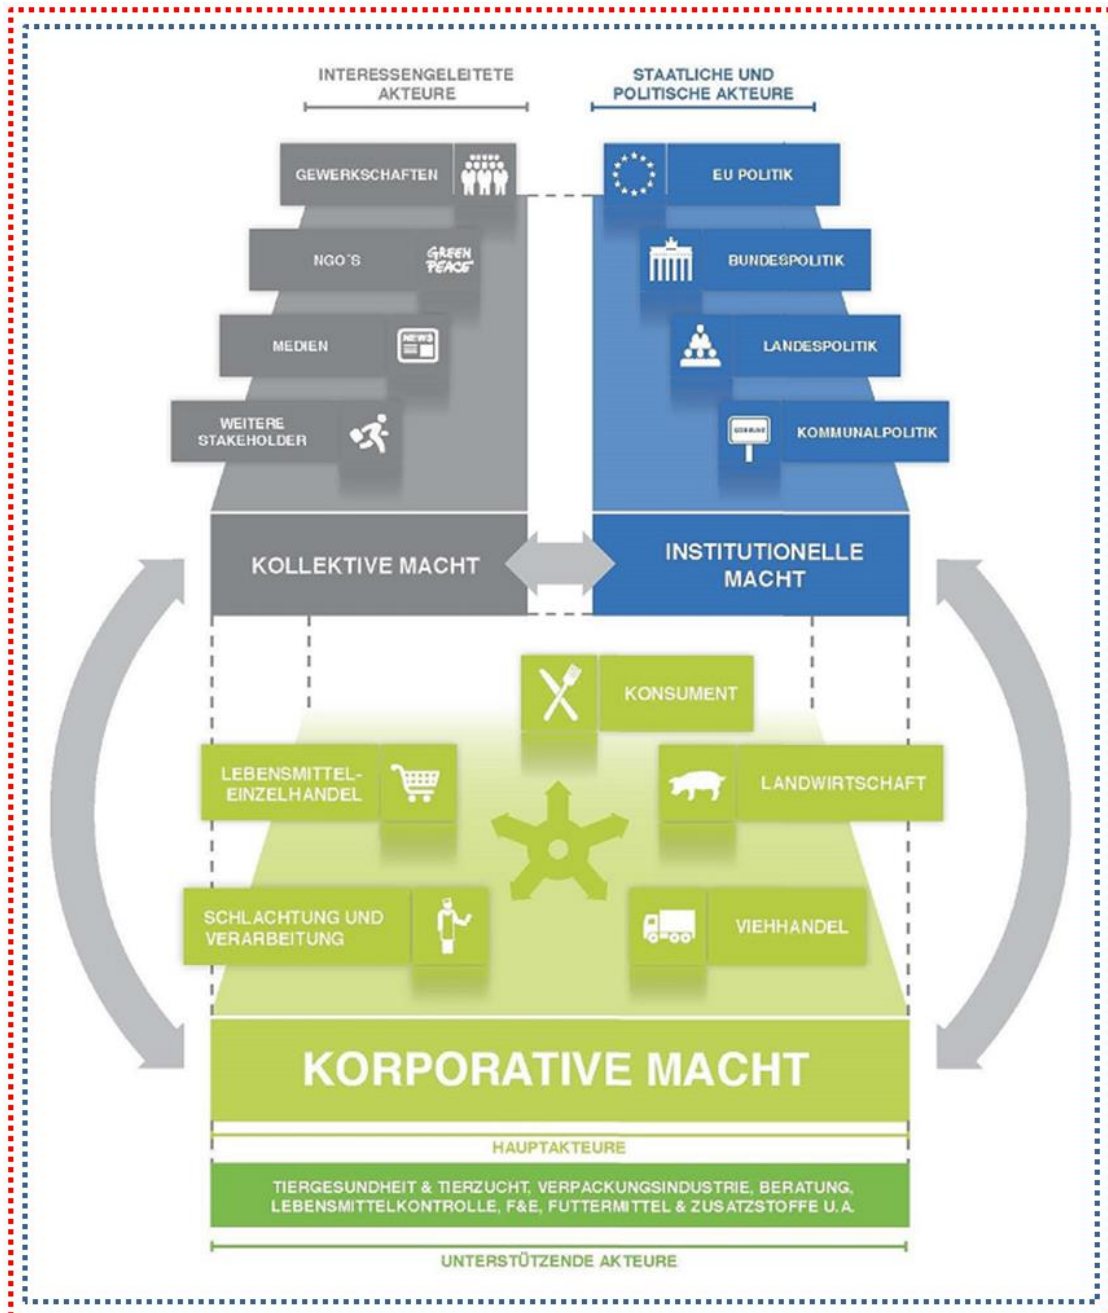 INTERESSENGELEITETE
AKTEURE
STAATLICHE UND
POLITISCHE AKTEURE
GEWERKSCHAFTEN
EU POLITIK
NGO´S
GREEN
PEACE
BUNDESPOLITIK
MEDIEN
NEWS
LANDESPOLITIK
WEITERE
STAKEHOLDER
KOMMUNALPOLITIK
KOLLEKTIVE MACHT
INSTITUTIONELLE
MACHT
KONSUMENT
LEBENSMITTEL-
EINZELHANDEL
LANDWIRTSCHAFT
SCHLACHTUNG UND
VERARBEITUNG
VIEHHANDEL
KORPORATIVE MACHT
HAUPTAKTEURE
TIERGESUNDHEIT & TIERZUCHT, VERPACKUNGSINDUSTRIE, BERATUNG,
LEBENSMITTELKONTROLLE, F&E, FUTTERMITTEL & ZUSATZSTOFFE U.A.
UNTERSTÜTZENDE AKTEURE